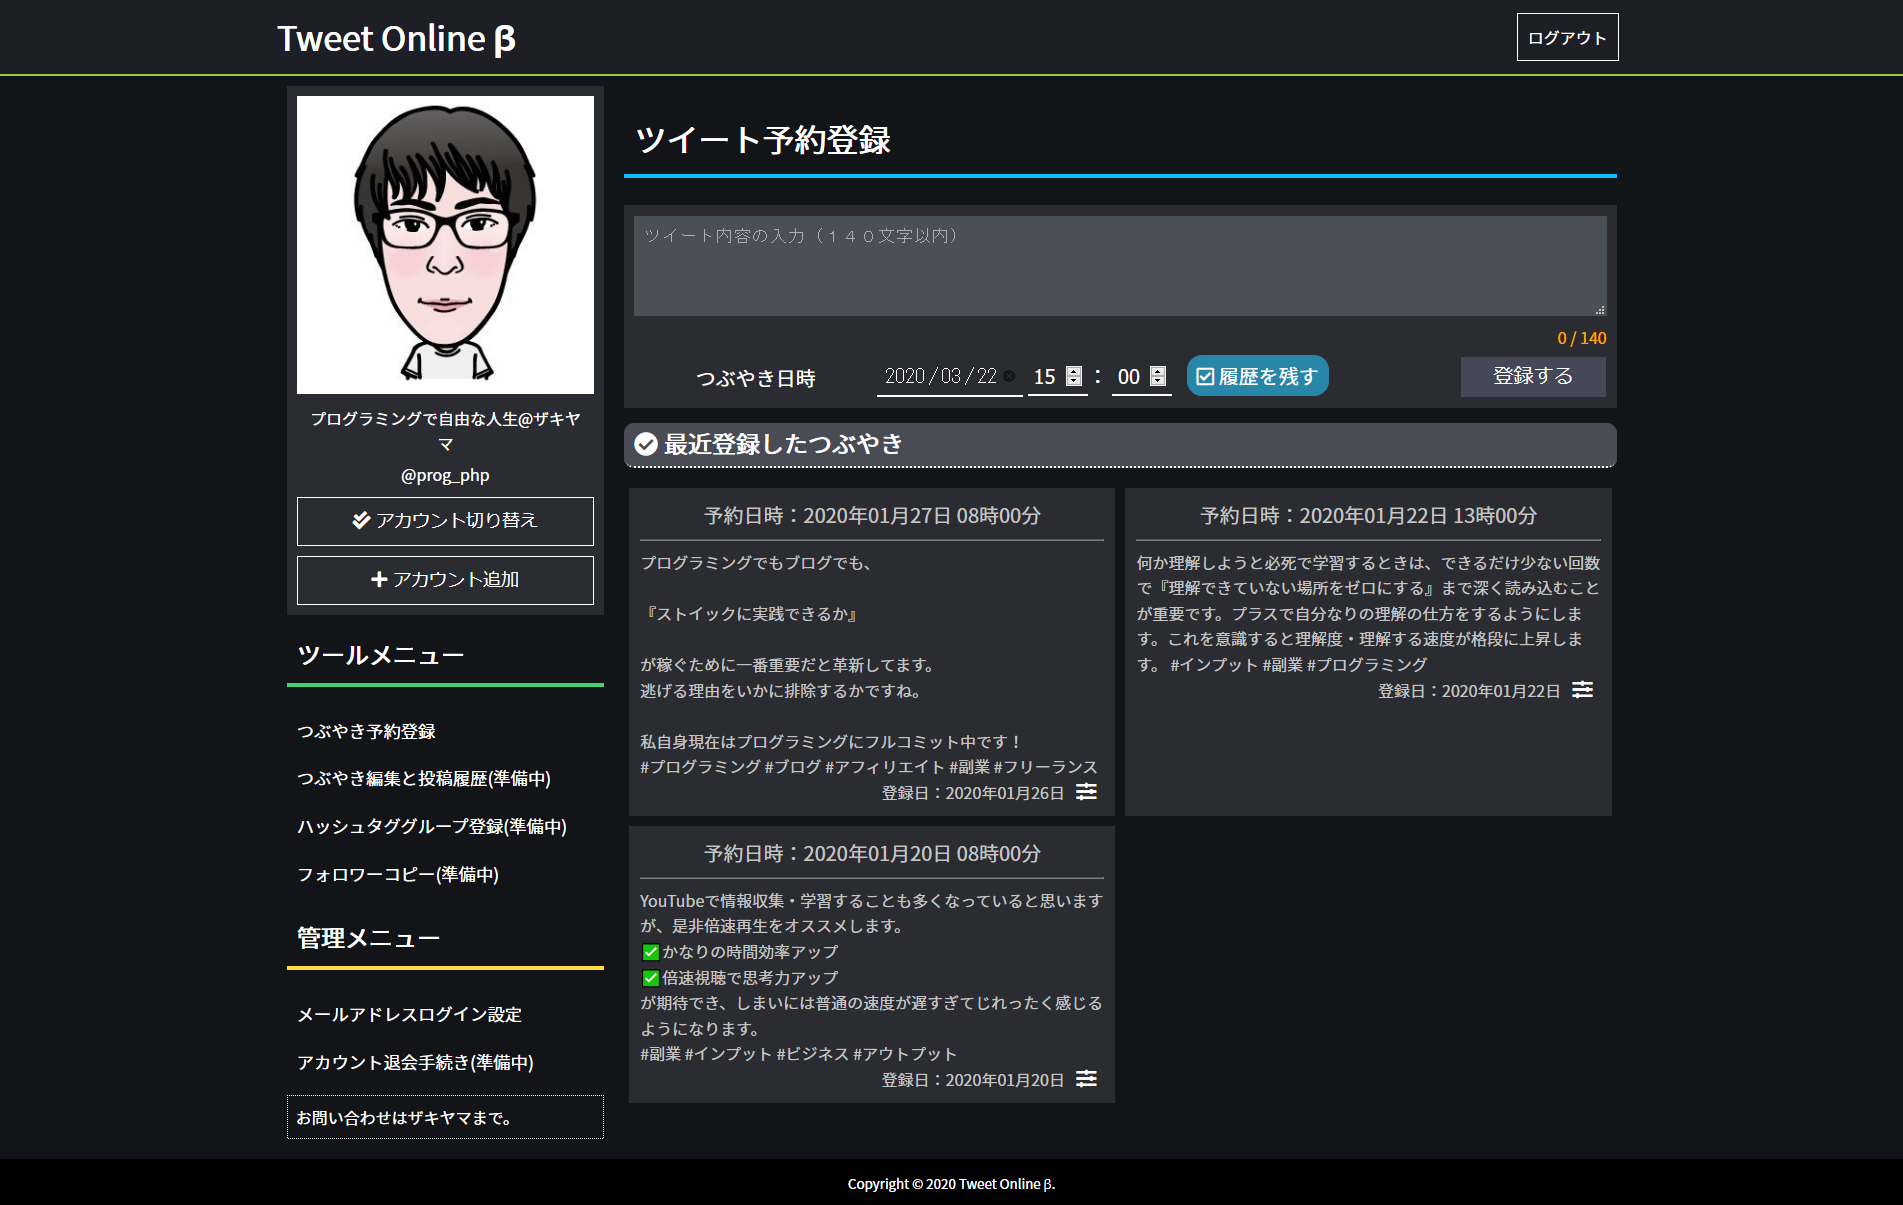 Tweet Online β
ログアウト
プログラミングで自由な人生@ザキヤ
マ
@prog_php
アカウント切り替え
アカウント追加
ツールメニュー
つぶやき予約登録
つぶやき編集と投稿履歴(準備中)
ハッシュタググループ登録(準備中)
フォロワーコピー(準備中)
管理メニュー
メールアドレスログイン設定
アカウント退会手続き(準備中)
お問い合わせはザキヤマまで。
ツイート予約登録
ツイート内容の入力（１４０文字以内）
0 / 140
つぶやき日時 2020/03/22 15 : 00 履歴を残す 登録する
最近登録したつぶやき
予約日時：2020年01月27日 08時00分
プログラミングでもブログでも、
『ストイックに実践できるか』
が稼ぐために一番重要だと革新してます。
逃げる理由をいかに排除するかですね。
私自身現在はプログラミングにフルコミット中です！
#プログラミング #ブログ #アフィリエイト #副業 #フリーランス
登録日：2020年01月26日
予約日時：2020年01月22日 13時00分
何か理解しようと必死で学習するときは、できるだけ少ない回数
で『理解できていない場所をゼロにする』まで深く読み込むこと
が重要です。プラスで自分なりの理解の仕方をするようにしま
す。これを意識すると理解度・理解する速度が格段に上昇しま
す。 #インプット #副業 #プログラミング
登録日：2020年01月22日
予約日時：2020年01月20日 08時00分
YouTubeで情報収集・学習することも多くなっていると思います
が、是非倍速再生をオススメします。
✅かなりの時間効率アップ
✅倍速視聴で思考力アップ
が期待でき、しまいには普通の速度が遅すぎてじれったく感じる
ようになります。
#副業 #インプット #ビジネス #アウトプット
登録日：2020年01月20日
Copyright © 2020 Tweet Online β.